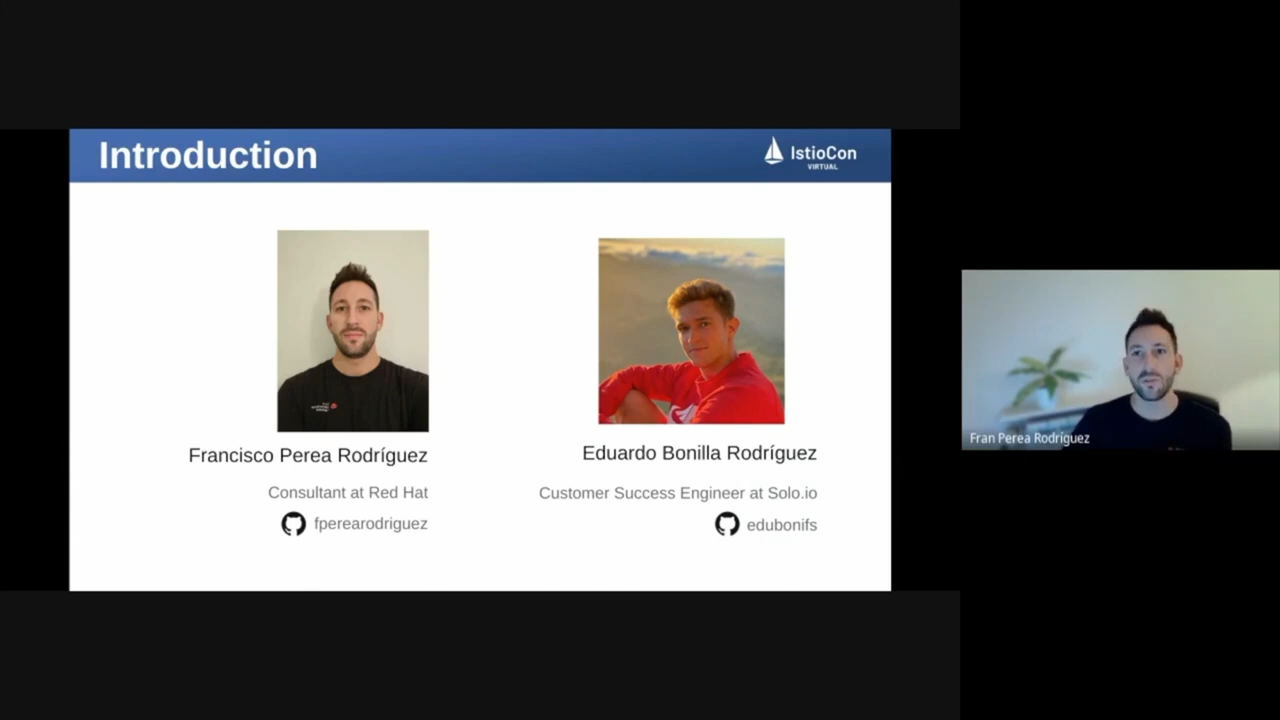 Introduction
IstioCon
VIRTUAL
Francisco Perea Rodríguez
Consultant at Red Hat
fperearodriguez
Eduardo Bonilla Rodríguez
Customer Success Engineer at Solo.io
edubonifs
Fran Perea Rodríguez